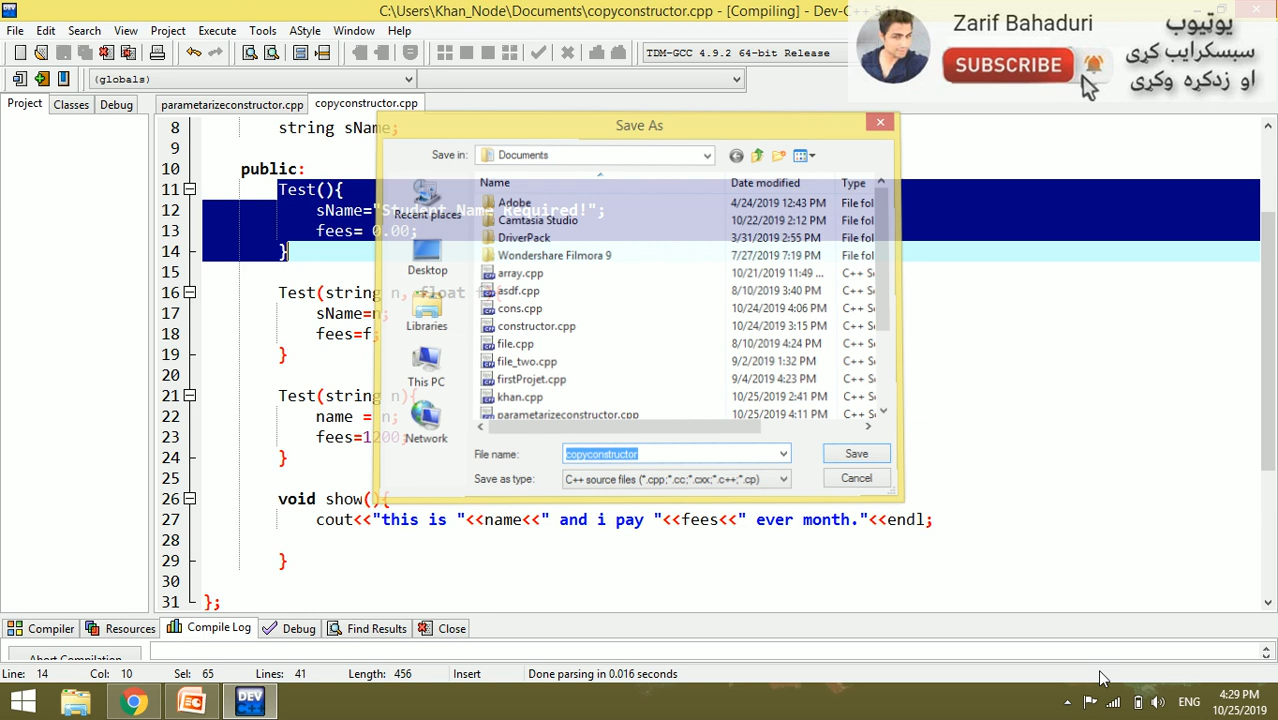 C:\Users\Khan_Node\Documents\copyconstructor.cpp - [Compiling] - Dev-C++ 5.11
File Edit Search View Project Execute Tools AStyle Window Help
TDM-GCC 4.9.2 64-bit Release
(globals)
Zarif Bahaduri
SUBSCRIBE
یوټیوب
سبسکرایب کړی
او زدکړه وکړی
Project Classes Debug
parametarizeconstructor.cpp copyconstructor.cpp
8 string sName;
9
10 public:
11 Test(){
12 sName="Student Name Required!";
13 fees= 0.00;
14 }
15
16 Test(string n, float f){
17 sName=n;
18 fees=f;
19 }
20
21 Test(string n){
22 name = n;
23 fees=1200;
24 }
25
26 void show(){
27 cout<<"this is "<<name<<" and i pay "<<fees<<" ever month."<<endl;
28
29 }
30
31 };
Save As
Save in: Documents
Recent places
Desktop
Libraries
This PC
Network
Name Date modified Type
Adobe 4/24/2019 12:43 PM File fol
Camtasia Studio 10/22/2019 2:12 PM File fol
DriverPack 3/31/2019 2:55 PM File fol
Wondershare Filmora 9 7/27/2019 7:19 PM File fol
array.cpp 10/21/2019 11:49 ... C++ S
asdf.cpp 8/10/2019 3:40 PM C++ S
cons.cpp 10/24/2019 4:06 PM C++ S
constructor.cpp 10/24/2019 3:15 PM C++ S
file.cpp 8/10/2019 4:24 PM C++ S
file_two.cpp 9/2/2019 1:32 PM C++ S
firstProjet.cpp 9/4/2019 4:23 PM C++ S
khan.cpp 10/25/2019 2:41 PM C++ S
parametarizeconstructor.cpp 10/25/2019 4:11 PM C++ S
File name: copyconstructor Save
Save as type: C++ source files (*.cpp;*.cc;*.cxx;*.c++;*.cp) Cancel
Compiler Resources Compile Log Debug Find Results Close
Abort Compilation
Line: 14 Col: 10 Sel: 65 Lines: 41 Length: 456 Insert Done parsing in 0.016 seconds
DEV
ENG
4:29 PM
10/25/2019